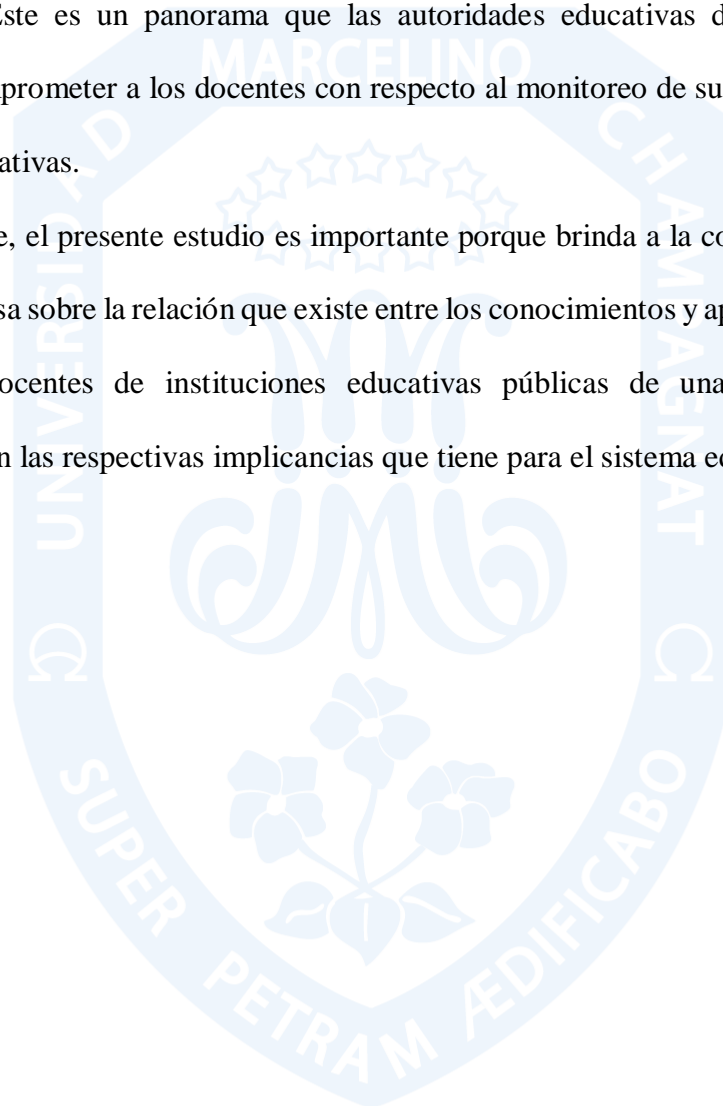 Este es un panorama que las autoridades educativas d
prometer a los docentes con respecto al monitoreo de su
ativas.
e, el presente estudio es importante porque brinda a la co
sa sobre la relación que existe entre los conocimientos y ap
ocentes de instituciones educativas públicas de una
n las respectivas implicancias que tiene para el sistema e
UNIVERSIDAD
MARCELINO
CHAMPAGNAT
Ω
SUPER PETRAM ÆDIFICABO